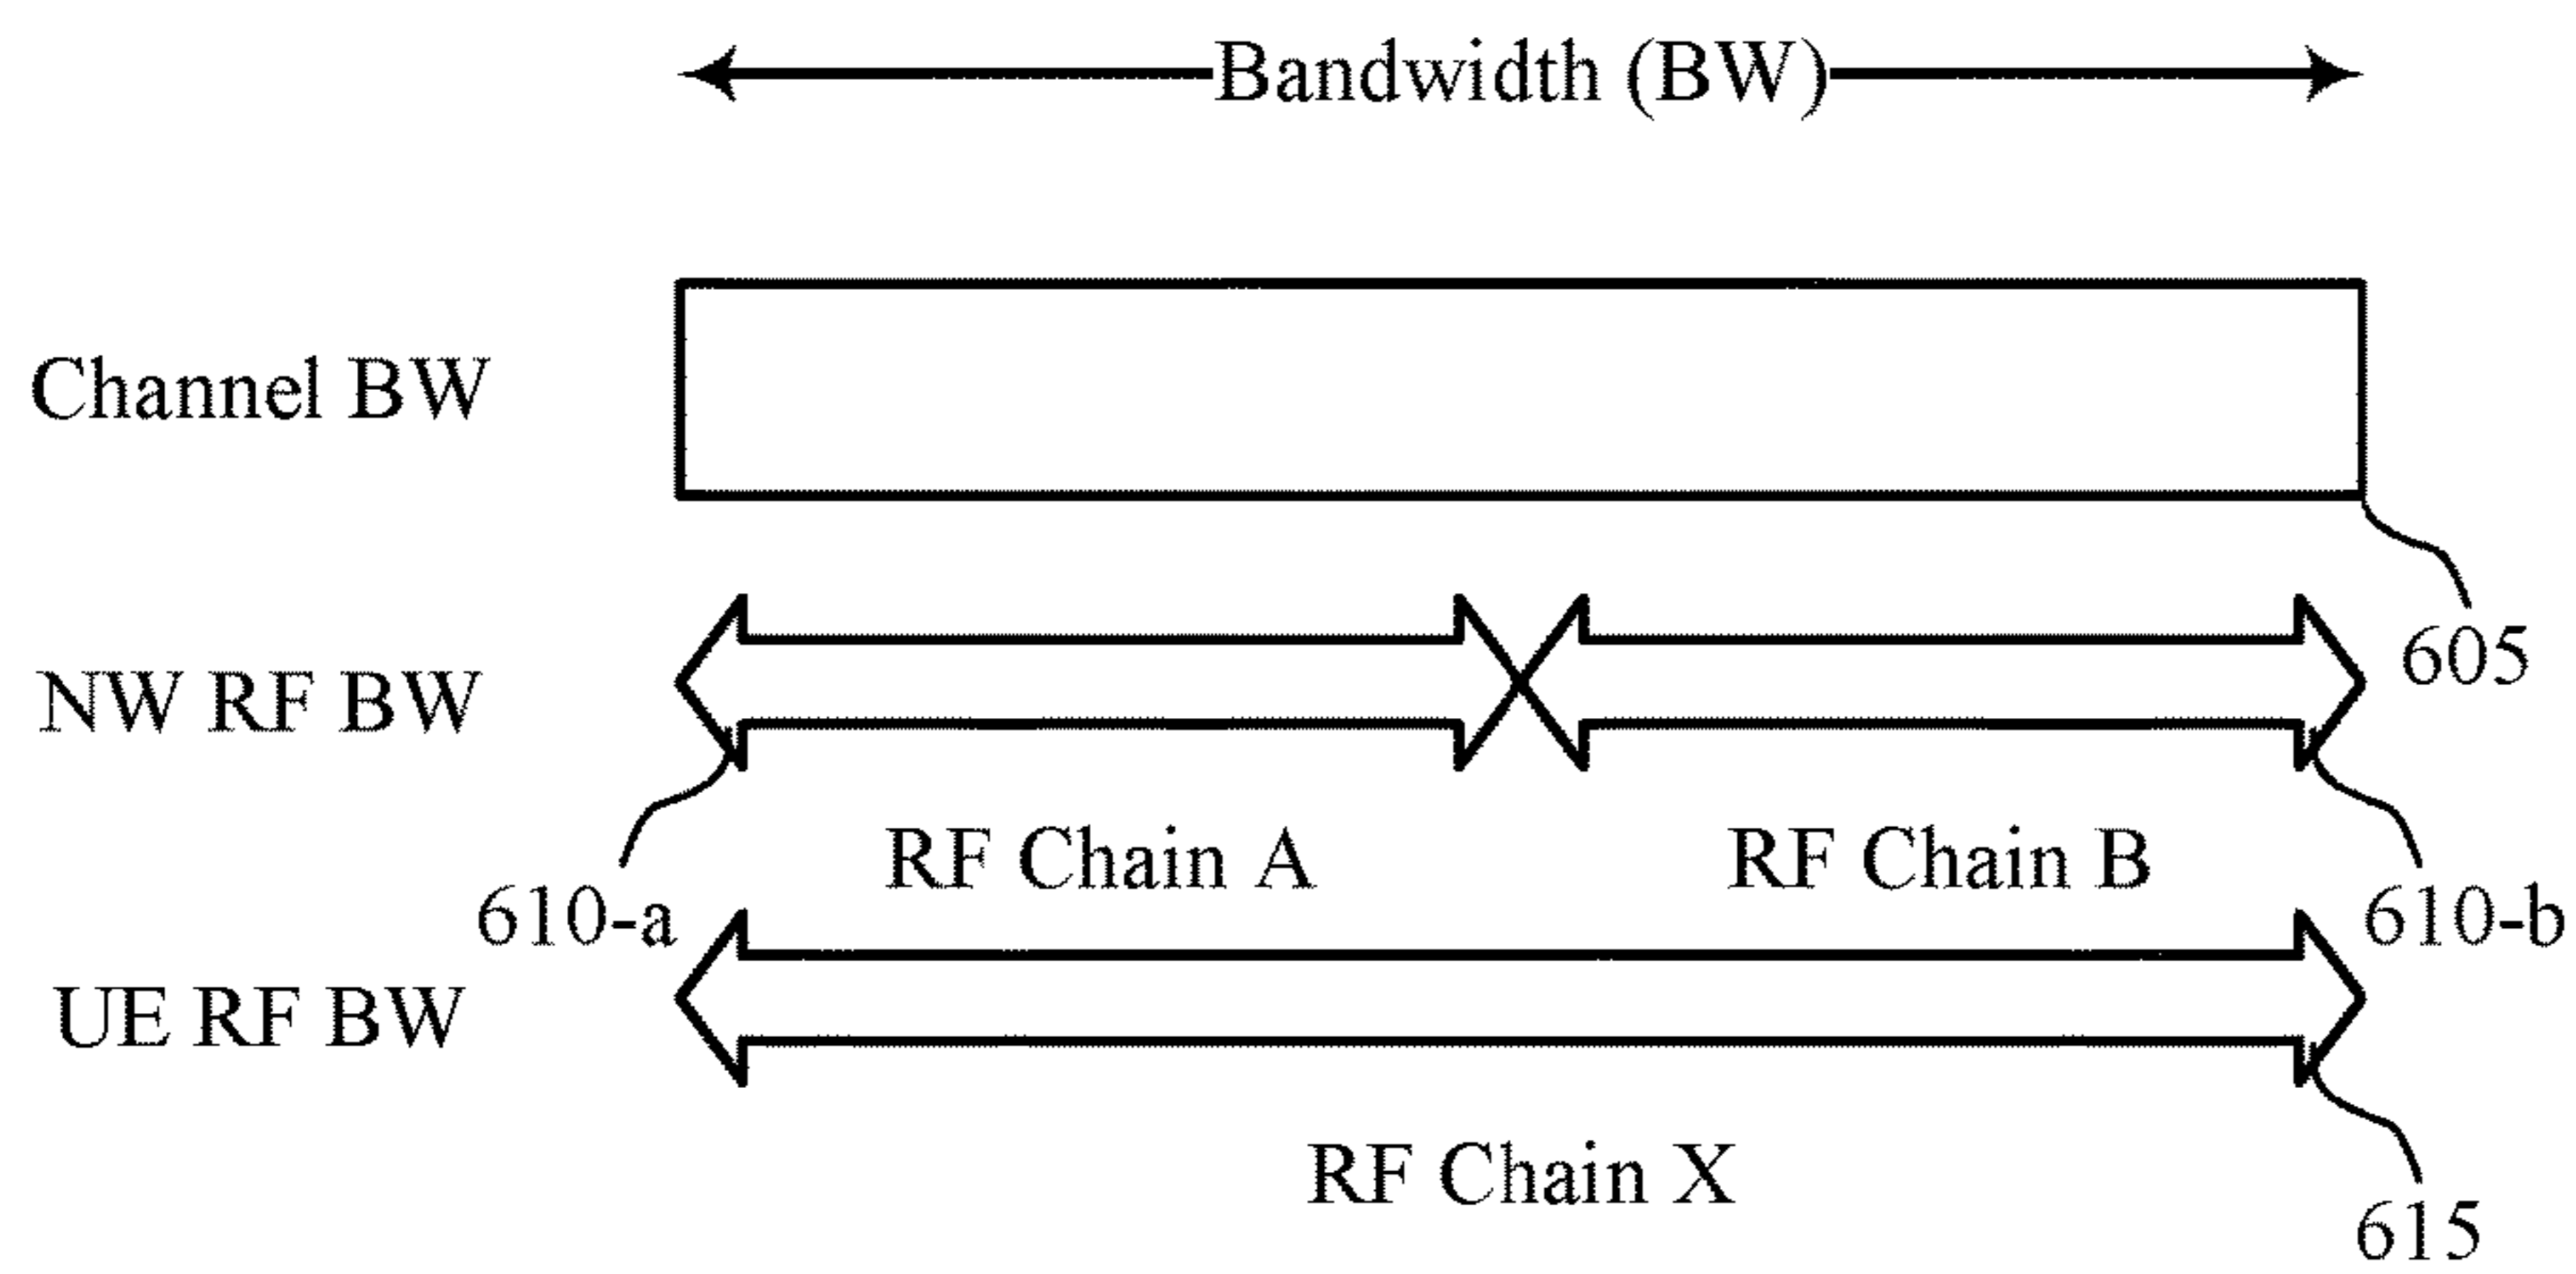 Bandwidth (BW)
Channel BW
605
NW RF BW
RF Chain A
RF Chain B
610-a
610-b
UE RF BW
RF Chain X
615